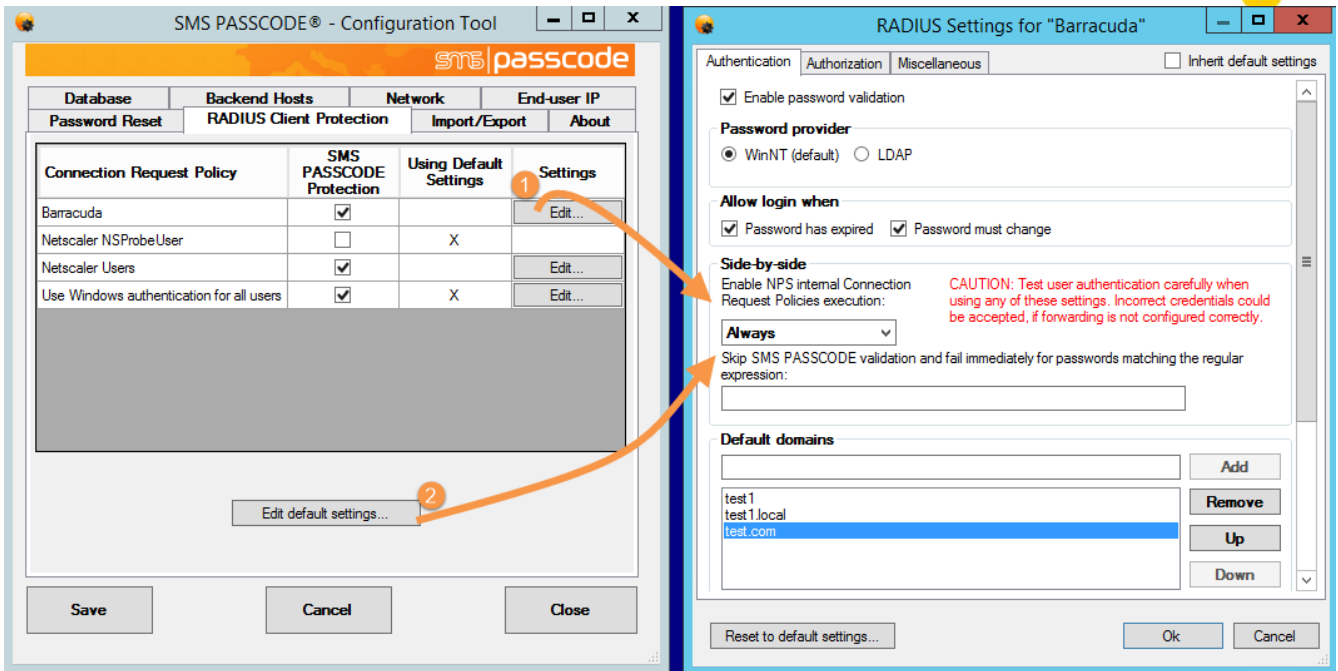 SMS PASSCODE® - Configuration Tool
sms|passcode
Database Backend Hosts Network End-user IP
Password Reset RADIUS Client Protection Import/Export About
Connection Request Policy
SMS
PASSCODE
Protection
Using Default
Settings
Settings
1
Barracuda Edit...
Netscaler NSProbeUser X
Netscaler Users Edit...
Use Windows authentication for all users X Edit...
2
Edit default settings...
Save Cancel Close
RADIUS Settings for "Barracuda"
Authentication Authorization Miscellaneous Inherit default settings
Enable password validation
Password provider
WinNT (default) LDAP
Allow login when
Password has expired Password must change
Side-by-side
Enable NPS internal Connection
Request Policies execution:
CAUTION: Test user authentication carefully when
using any of these settings. Incorrect credentials could
be accepted, if forwarding is not configured correctly.
Always
Skip SMS PASSCODE validation and fail immediately for passwords matching the regular
expression:
Default domains
Add
test1
test1.local
test.com
Remove
Up
Down
Reset to default settings... Ok Cancel